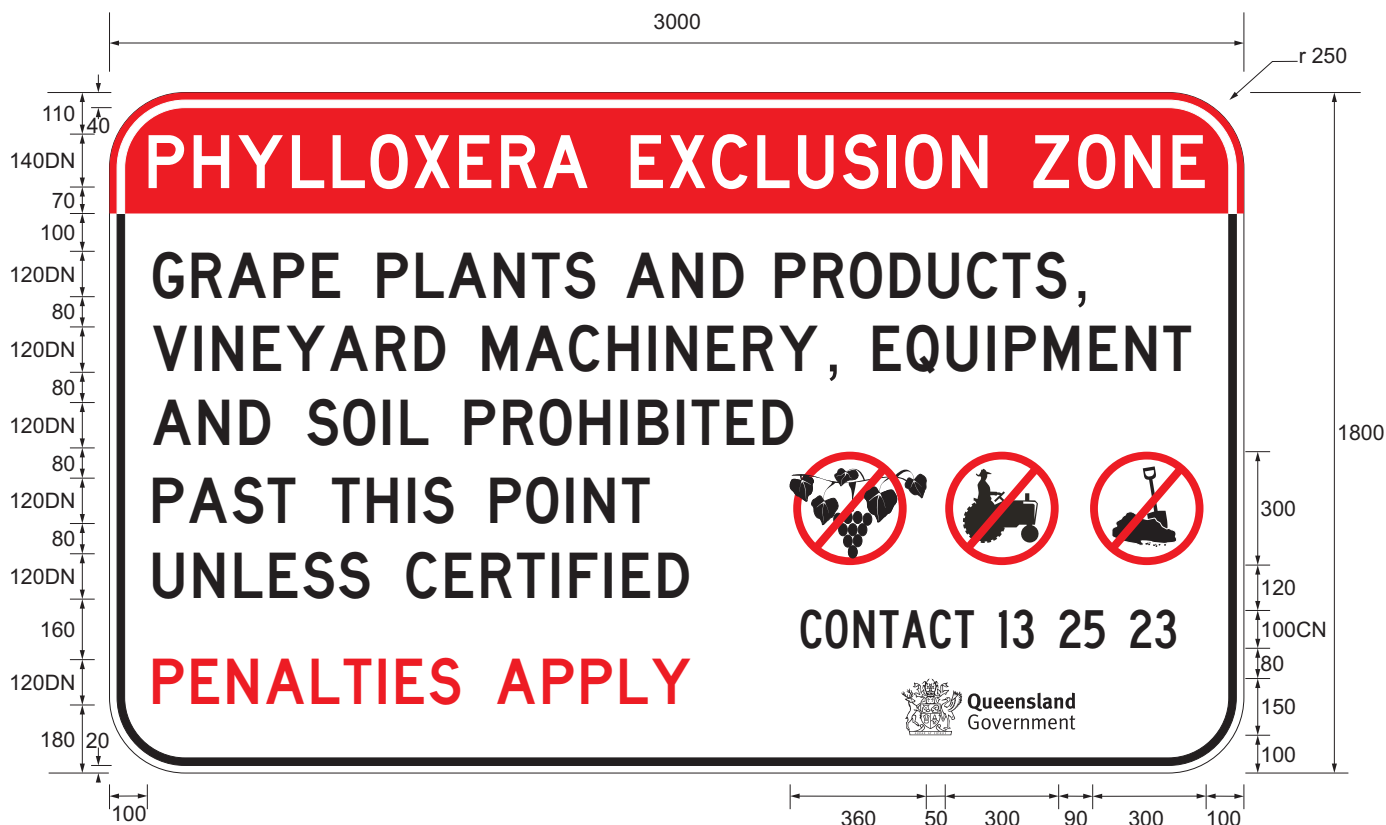 3000
r 250
110
40
PHYLLOXERA EXCLUSION ZONE
140DN
70
100
GRAPE PLANTS AND PRODUCTS,
120DN
80
VINEYARD MACHINERY, EQUIPMENT
120DN
80
AND SOIL PROHIBITED
120DN
1800
80
PAST THIS POINT
120DN
300
80
UNLESS CERTIFIED
120DN
120
160
CONTACT 13 25 23
100CN
80
PENALTIES APPLY
120DN
150
Queensland
Government
180
20
100
100
360
50
300
90
300
100